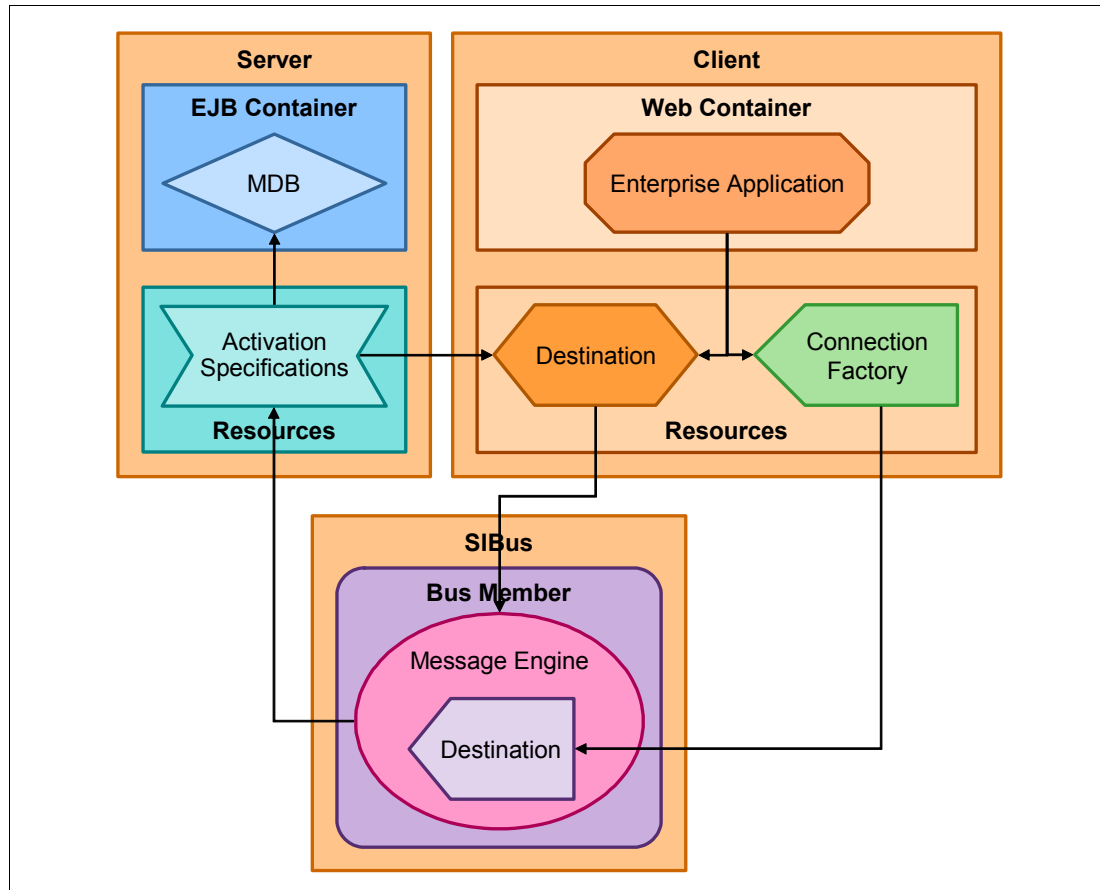 Server
EJB Container
MDB
Activation
Specifications
Resources
Client
Web Container
Enterprise Application
Destination
Connection
Factory
Resources
SIBus
Bus Member
Message Engine
Destination